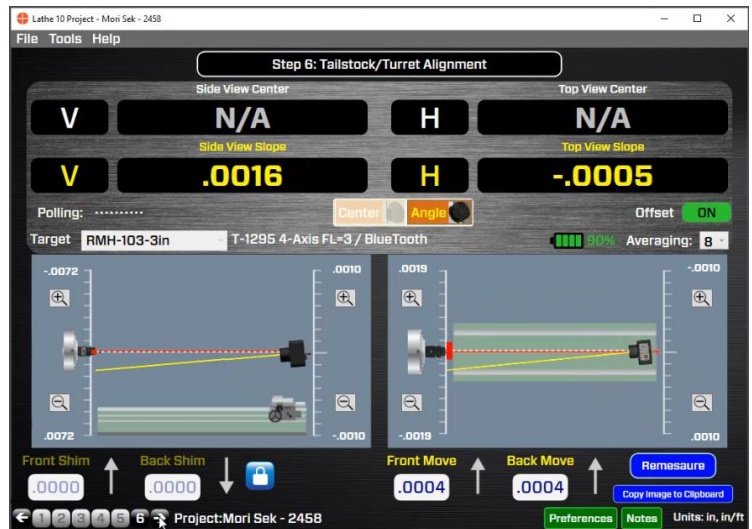 Lathe 10 Project - Mori Sek - 2458
File Tools Help
Step 6: Tailstock/Turret Alignment
Side View Center Top View Center
V N/A H N/A
Side View Slope Top View Slope
V .0016 H -.0005
Polling: .......... Center Angle Offset ON
Target RMH-103-3in T-1295 4-Axis FL=3 / BlueTooth 90% Averaging: 8
-.0072 .0010 .0019 -.0010
.0072 -.0010 -.0019 .0010
Front Shim Back Shim Front Move Back Move Remesaure
.0000 .0000 .0004 .0004 Copy Image to Clipboard
1 2 3 4 5 6 Project:Mori Sek - 2458 Preferences Notes Units: in, in/ft